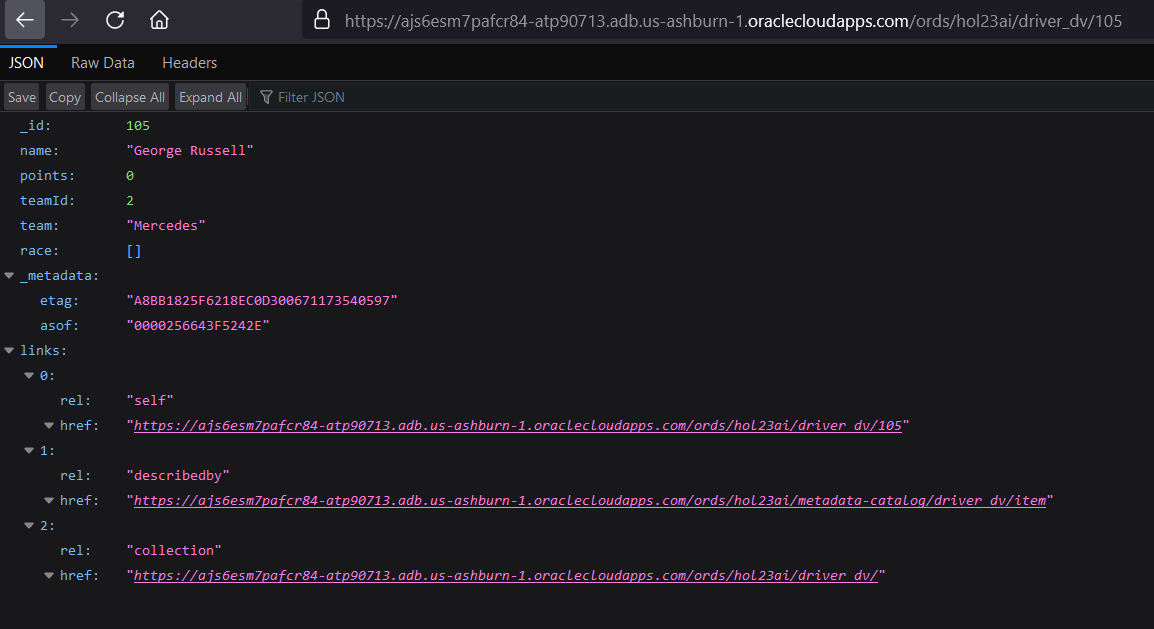 https://ajs6esm7pafcr84-atp90713.adb.us-ashburn-1.oraclecloudapps.com/ords/hol23ai/driver_dv/105
JSON Raw Data Headers
Save Copy Collapse All Expand All Filter JSON
_id: 105
name: "George Russell"
points: 0
teamId: 2
team: "Mercedes"
race: []
_metadata:
etag: "A8BB1825F6218EC0D300671173540597"
asof: "0000256643F5242E"
links:
0:
rel: "self"
href: "https://ajs6esm7pafcr84-atp90713.adb.us-ashburn-1.oraclecloudapps.com/ords/hol23ai/driver_dv/105"
1:
rel: "describedby"
href: "https://ajs6esm7pafcr84-atp90713.adb.us-ashburn-1.oraclecloudapps.com/ords/hol23ai/metadata-catalog/driver_dv/item"
2:
rel: "collection"
href: "https://ajs6esm7pafcr84-atp90713.adb.us-ashburn-1.oraclecloudapps.com/ords/hol23ai/driver_dv/"